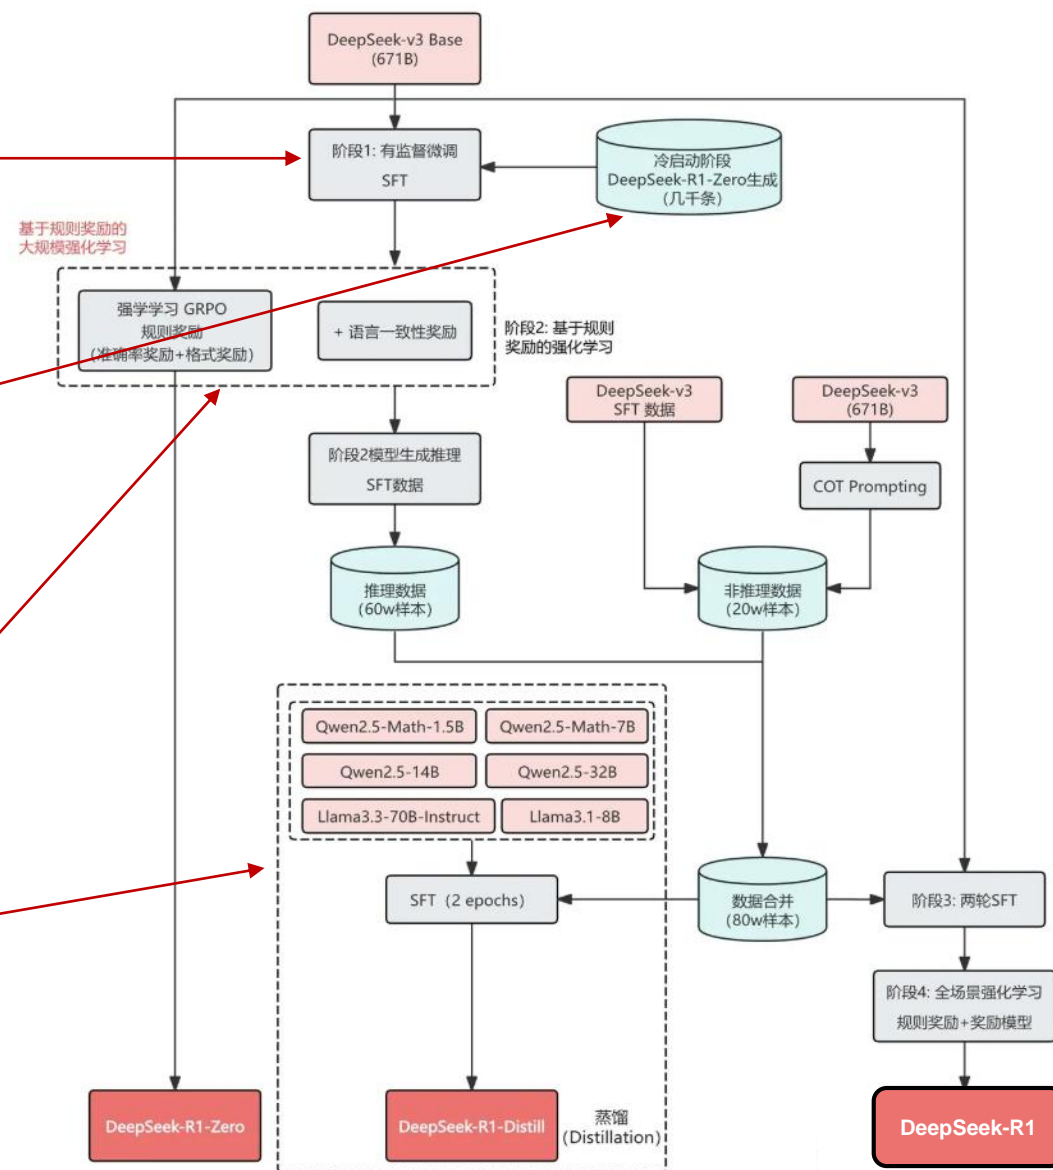 DeepSeek-v3 Base
(671B)
阶段1: 有监督微调
SFT
冷启动阶段
DeepSeek-R1-Zero生成
(几千条)
基于规则奖励的
大规模强化学习
强学学习 GRPO
规则奖励
(准确率奖励+格式奖励)
+ 语言一致性奖励
阶段2: 基于规则
奖励的强化学习
DeepSeek-v3
SFT 数据
DeepSeek-v3
(671B)
阶段2模型生成推理
SFT数据
COT Prompting
推理数据
(60w样本)
非推理数据
(20w样本)
Qwen2.5-Math-1.5B
Qwen2.5-Math-7B
Qwen2.5-14B
Qwen2.5-32B
Llama3.3-70B-Instruct
Llama3.1-8B
SFT (2 epochs)
数据合并
(80w样本)
阶段3: 两轮SFT
阶段4: 全场景强化学习
规则奖励+奖励模型
DeepSeek-R1-Zero
DeepSeek-R1-Distill
蒸馏
(Distillation)
DeepSeek-R1